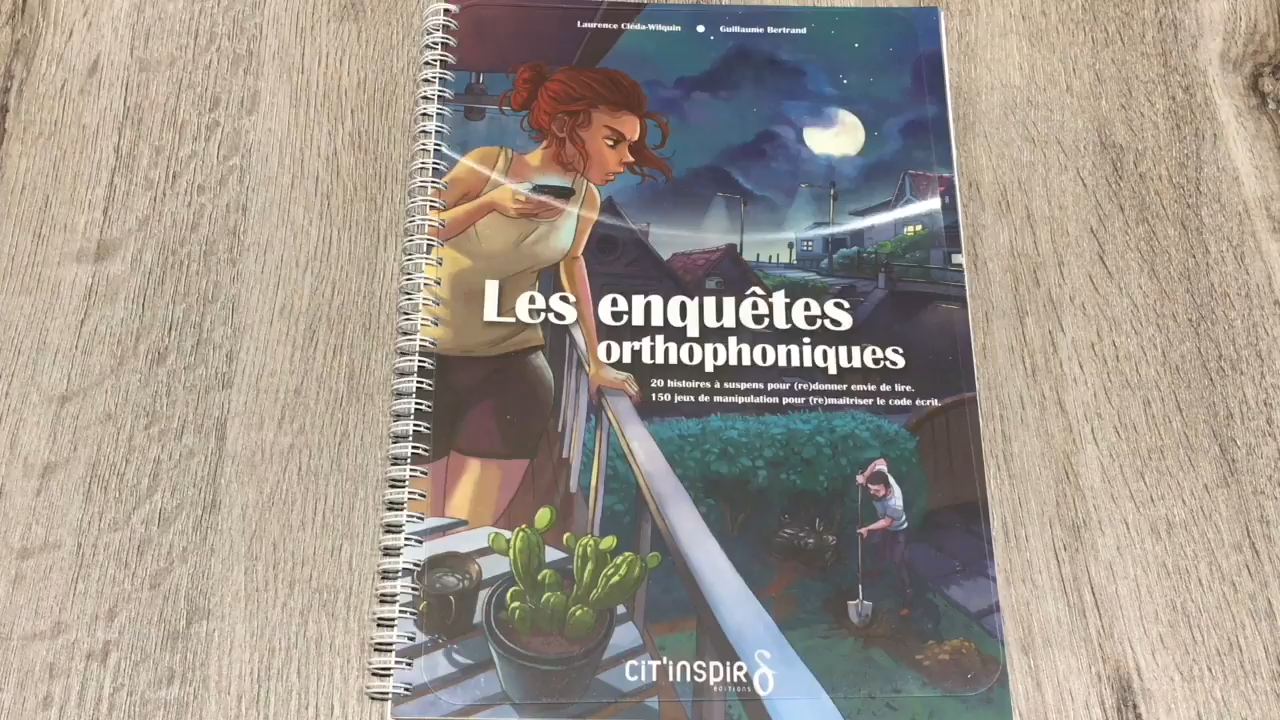 Laurence Cléda-Wilquin Guillaume Bertrand
Les enquêtes
orthophoniques
20 histoires à suspens pour (re)donner envie de lire.
150 jeux de manipulation pour (re)maîtriser le code écrit.
CiT'inspir
éditions